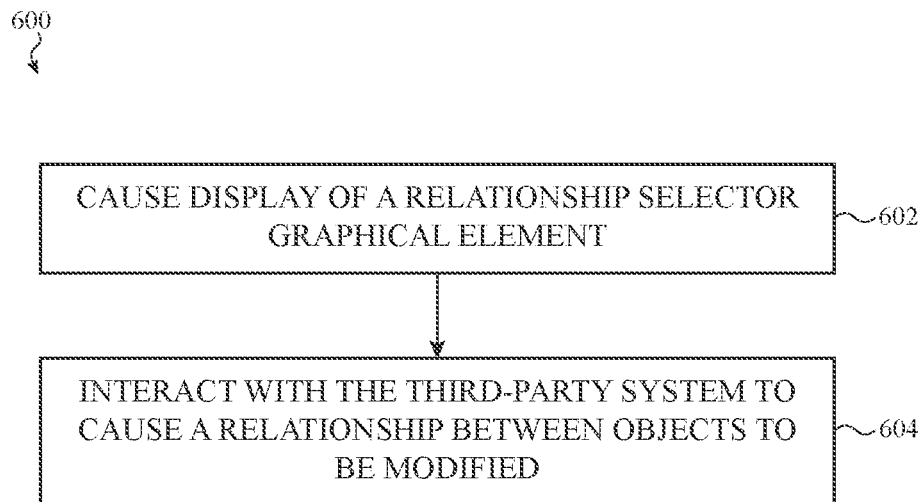 600
CAUSE DISPLAY OF A RELATIONSHIP SELECTOR
GRAPHICAL ELEMENT
602
INTERACT WITH THE THIRD-PARTY SYSTEM TO
CAUSE A RELATIONSHIP BETWEEN OBJECTS TO
BE MODIFIED
604